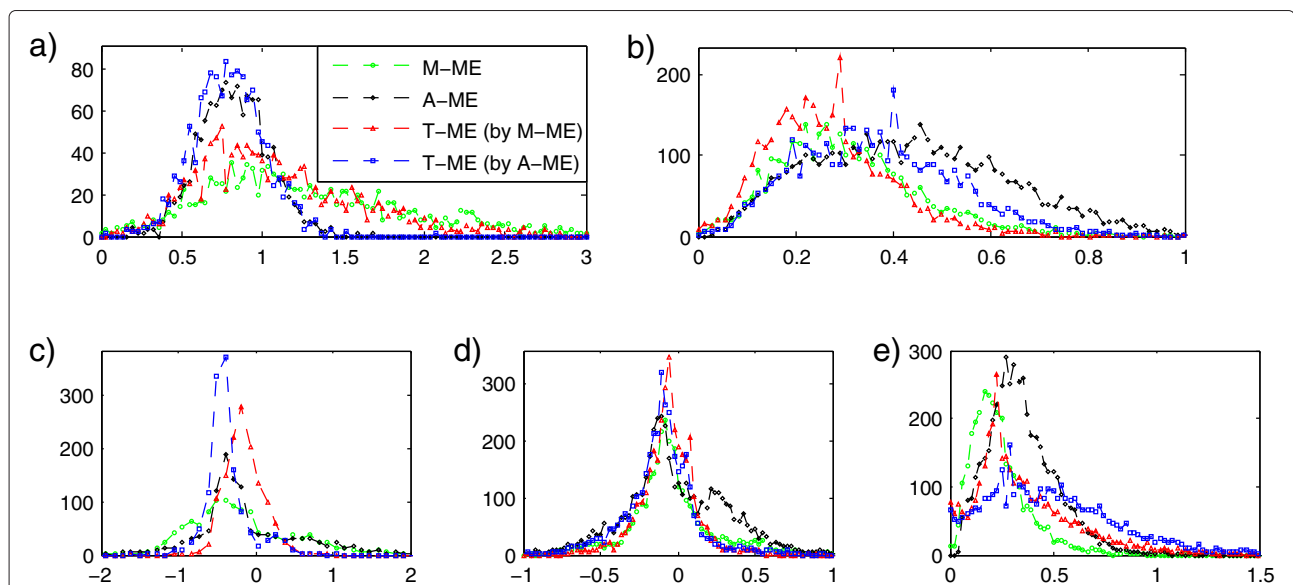 a)
80
60
40
20
0
0 0.5 1 1.5 2 2.5 3
M−ME
A−ME
T−ME (by M−ME)
T−ME (by A−ME)
b)
200
100
0
0 0.2 0.4 0.6 0.8 1
c)
300
200
100
0
−2 −1 0 1 2
d)
300
200
100
0
−1 −0.5 0 0.5 1
e)
300
200
100
0
0 0.5 1 1.5